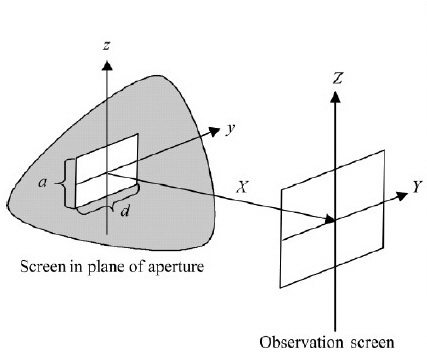 z
Z
y
Y
a
d
X
Screen in plane of aperture
Observation screen